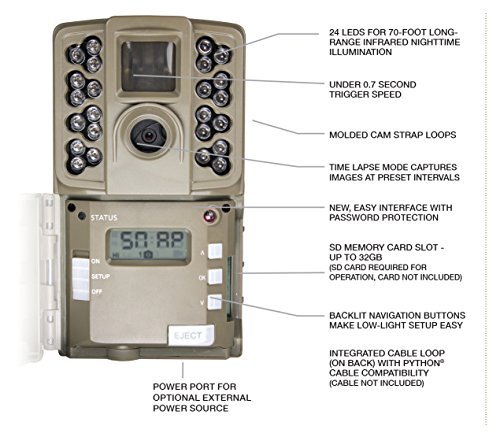 24 LEDS FOR 70-FOOT LONG-
RANGE INFRARED NIGHTTIME
ILLUMINATION
UNDER 0.7 SECOND
TRIGGER SPEED
MOLDED CAM STRAP LOOPS
TIME LAPSE MODE CAPTURES
IMAGES AT PRESET INTERVALS
NEW, EASY INTERFACE WITH
PASSWORD PROTECTION
STATUS
ON
SETUP
OFF
HI 1
OK
EJECT
SD MEMORY CARD SLOT -
UP TO 32GB
(SD CARD REQUIRED FOR
OPERATION, CARD NOT INCLUDED)
BACKLIT NAVIGATION BUTTONS
MAKE LOW-LIGHT SETUP EASY
INTEGRATED CABLE LOOP
(ON BACK) WITH PYTHON®
CABLE COMPATIBILITY
(CABLE NOT INCLUDED)
POWER PORT FOR
OPTIONAL EXTERNAL
POWER SOURCE